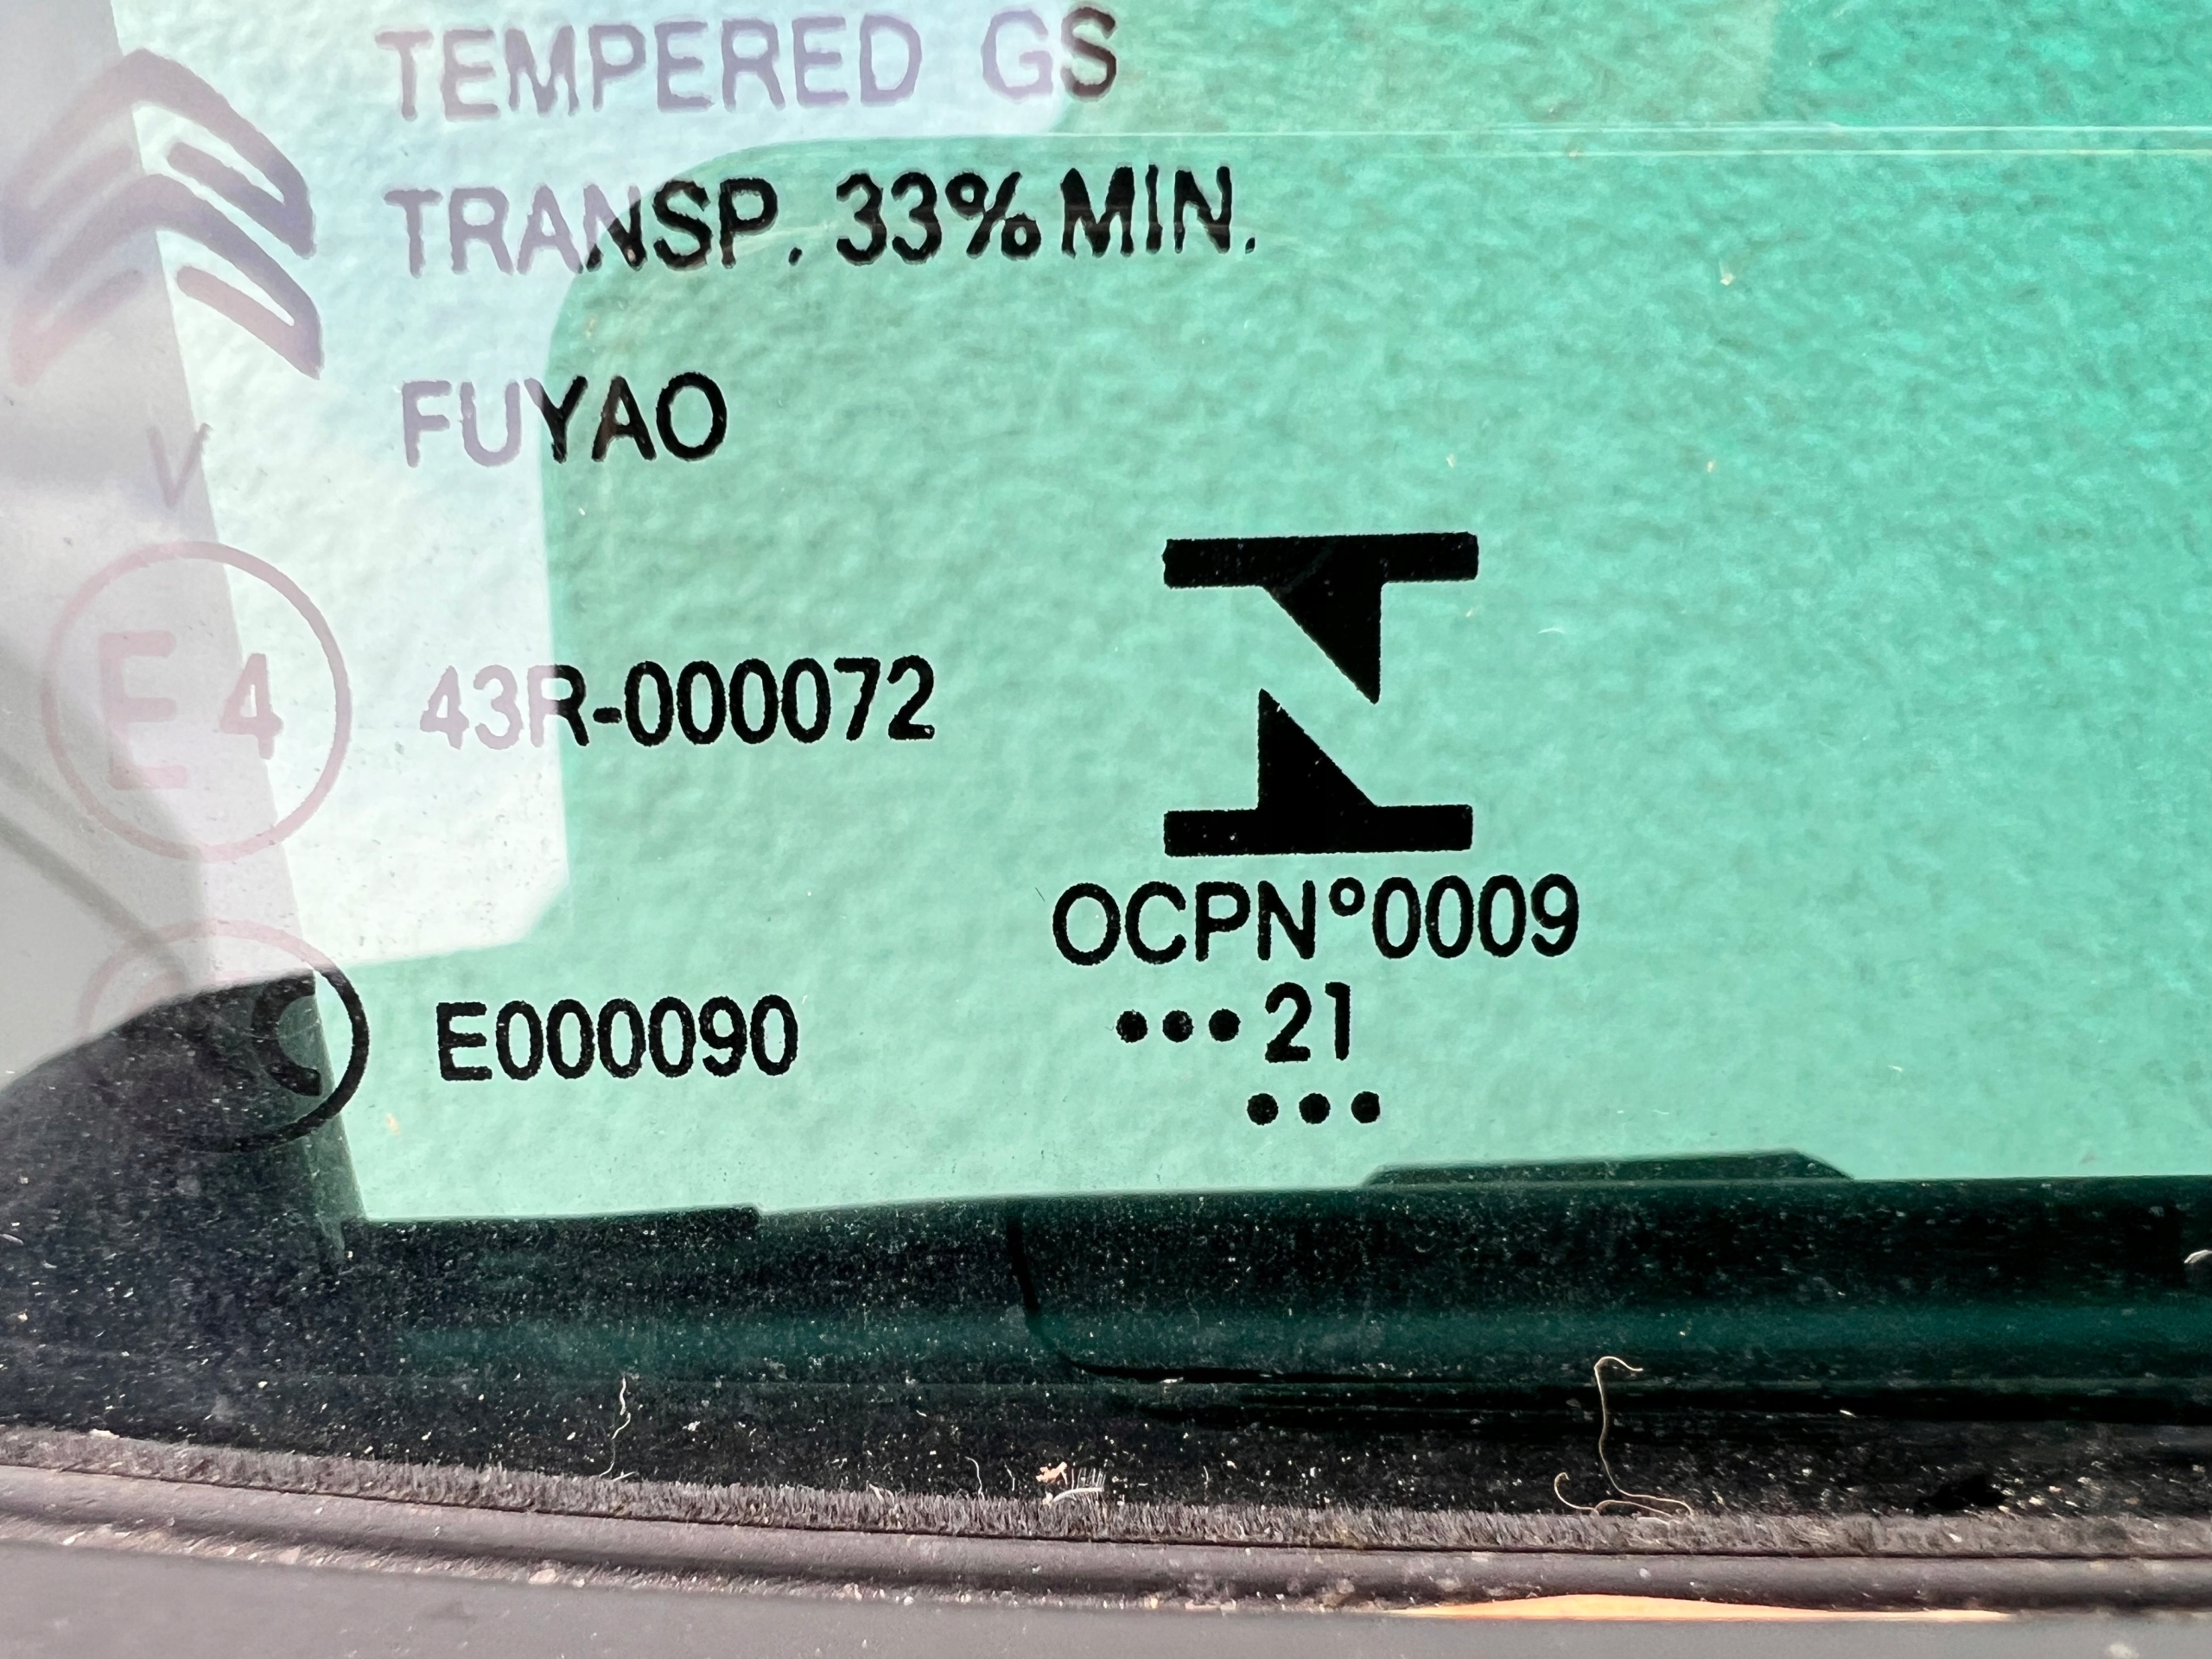 TEMPERED GS
TRANSP. 33% MIN.
FUYAO
V
E4 43R-000072
OCPN°0009
E000090
•••21
•••